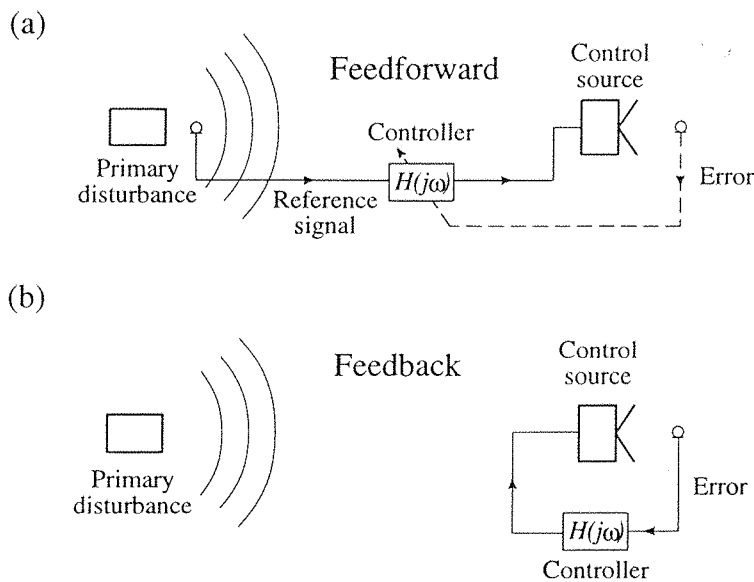 (a)
Feedforward
Control
source
Controller
Primary
disturbance
H(jω)
Reference
signal
Error
(b)
Feedback
Control
source
Primary
disturbance
Error
H(jω)
Controller